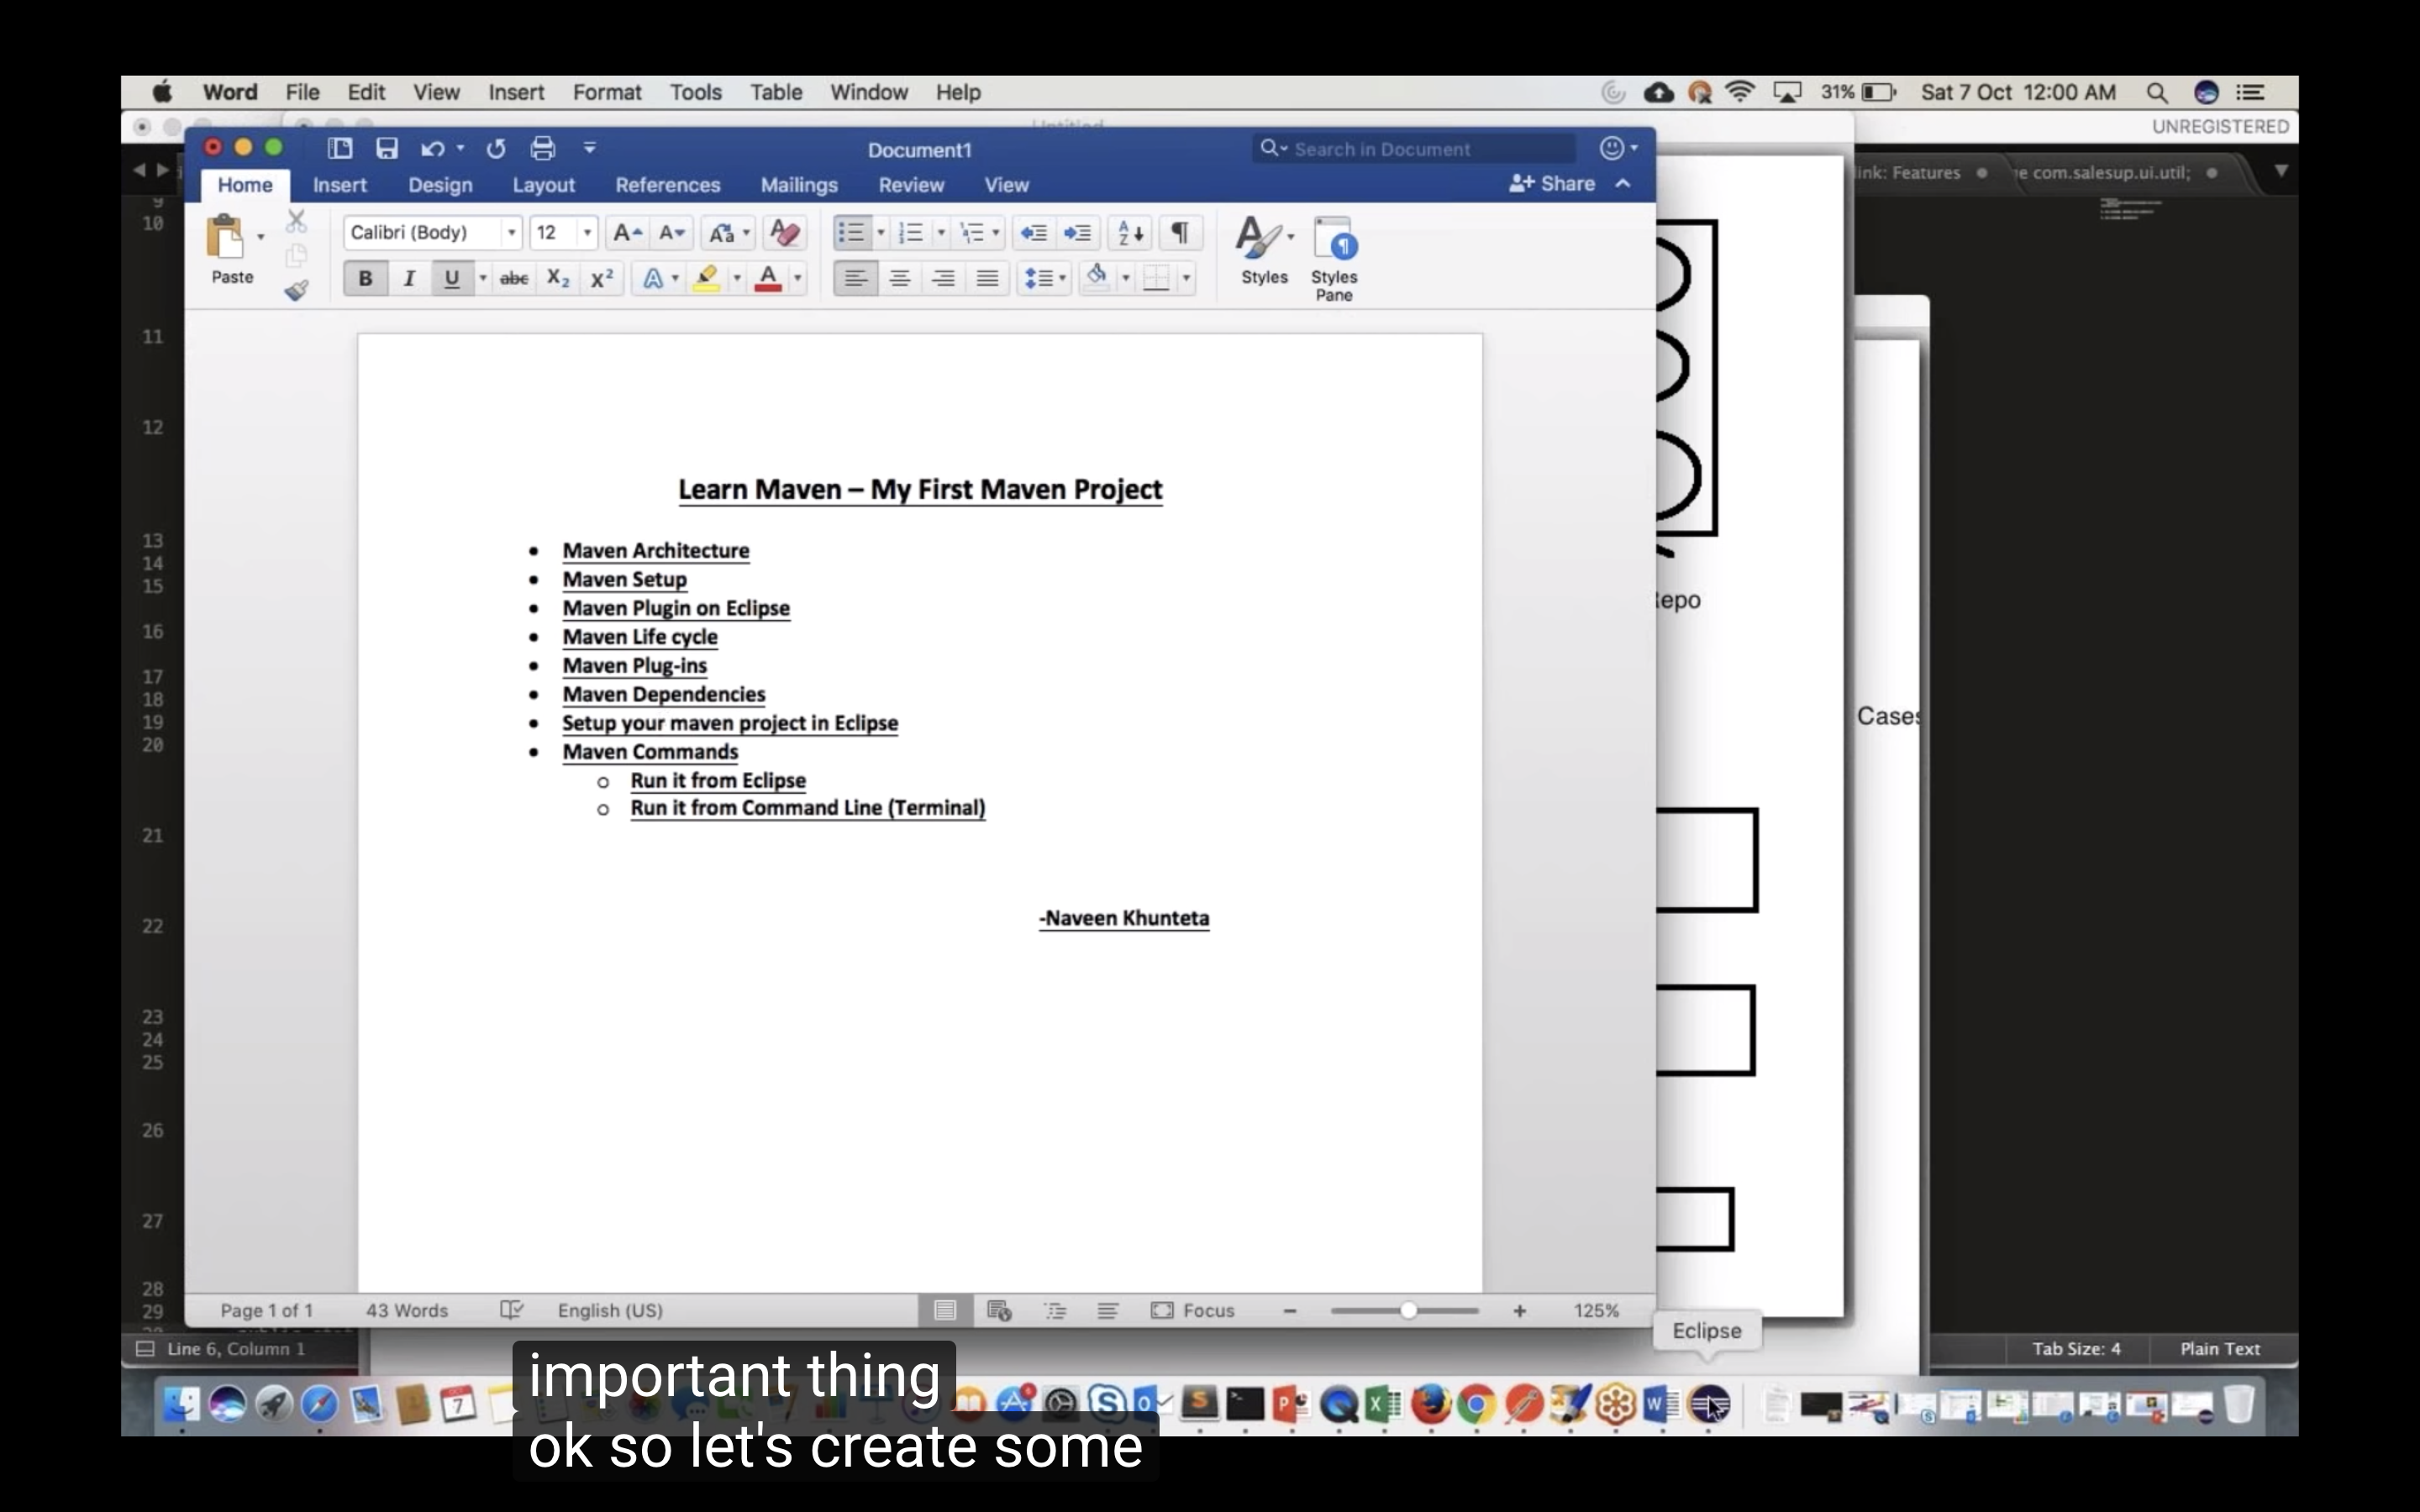 Word File Edit View Insert Format Tools Table Window Help 31% Sat 7 Oct 12:00 AM
Untitled
UNREGISTERED
Document1
Search in Document
Home Insert Design Layout References Mailings Review View Share
ink: Features
e com.salesup.ui.util;
Calibri (Body) 12
Paste
Styles
Styles Pane
9
10
11
12
13
14
15
16
17
18
19
20
21
22
23
24
25
26
27
28
29
Learn Maven – My First Maven Project
• Maven Architecture
• Maven Setup
• Maven Plugin on Eclipse
• Maven Life cycle
• Maven Plug-ins
• Maven Dependencies
• Setup your maven project in Eclipse
• Maven Commands
o Run it from Eclipse
o Run it from Command Line (Terminal)
-Naveen Khunteta
epo
Cases
Page 1 of 1 43 Words English (US) Focus 125%
Eclipse
Line 6, Column 1
Tab Size: 4 Plain Text
important thing
ok so let's create some